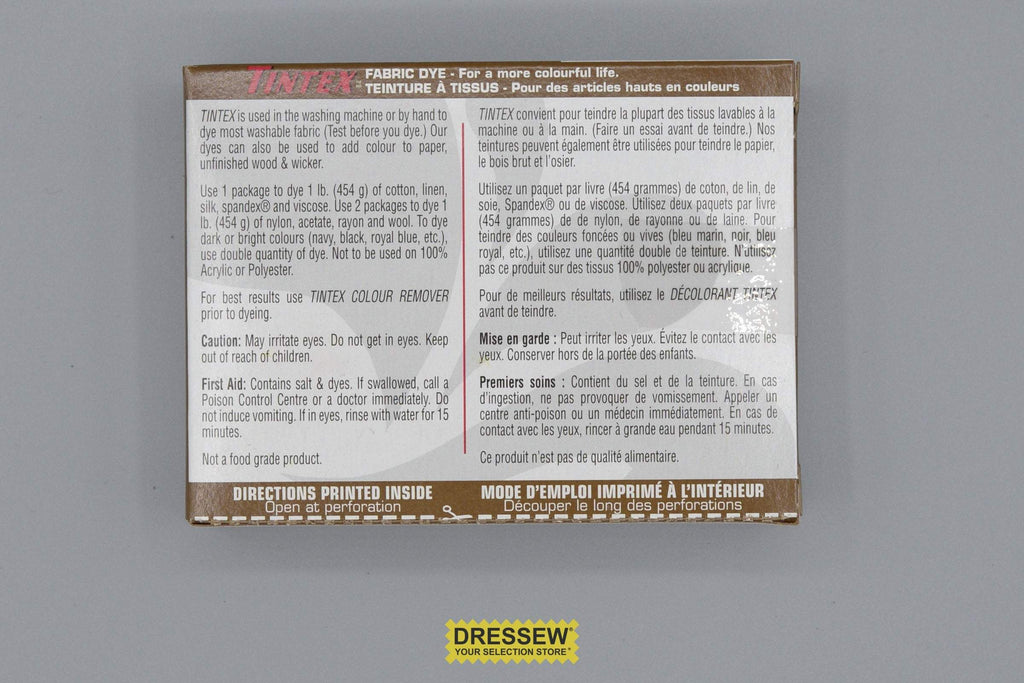 TINTEX FABRIC DYE - For a more colourful life.
TEINTURE À TISSUS - Pour des articles hauts en couleurs
TINTEX is used in the washing machine or by hand to
dye most washable fabric (Test before you dye.) Our
dyes can also be used to add colour to paper,
unfinished wood & wicker.
Use 1 package to dye 1 lb. (454 g) of cotton, linen,
silk, spandex® and viscose. Use 2 packages to dye 1
lb. (454 g) of nylon, acetate, rayon and wool. To dye
dark or bright colours (navy, black, royal blue, etc.),
use double quantity of dye. Not to be used on 100%
Acrylic or Polyester.
For best results use TINTEX COLOUR REMOVER
prior to dyeing.
Caution: May irritate eyes. Do not get in eyes. Keep
out of reach of children.
First Aid: Contains salt & dyes. If swallowed, call a
Poison Control Centre or a doctor immediately. Do
not induce vomiting. If in eyes, rinse with water for 15
minutes.
Not a food grade product.
TINTEX convient pour teindre la plupart des tissus lavables à la
machine ou à la main. (Faire un essai avant de teindre.) Nos
teintures peuvent également être utilisées pour teindre le papier,
le bois brut et l'osier.
Utilisez un paquet par livre (454 grammes) de coton, de lin, de
soie, Spandex® ou de viscose. Utilisez deux paquets par livre
(454 grammes) de de nylon, de rayonne ou de laine. Pour
teindre des couleurs foncées ou vives (bleu marin, noir, bleu
royal, etc.), utilisez une quantité double de teinture. N'utilisez
pas ce produit sur des tissus 100% polyester ou acrylique.
Pour de meilleurs résultats, utilisez le DÉCOLORANT TINTEX
avant de teindre.
Mise en garde : Peut irriter les yeux. Évitez le contact avec les
yeux. Conserver hors de la portée des enfants.
Premiers soins : Contient du sel et de la teinture. En cas
d'ingestion, ne pas provoquer de vomissement. Appeler un
centre anti-poison ou un médecin immédiatement. En cas de
contact avec les yeux, rincer à grande eau pendant 15 minutes.
Ce produit n'est pas de qualité alimentaire.
DIRECTIONS PRINTED INSIDE
Open at perforation
MODE D'EMPLOI IMPRIMÉ À L'INTÉRIEUR
Découper le long des perforations
DRESSEW®
YOUR SELECTION STORE®